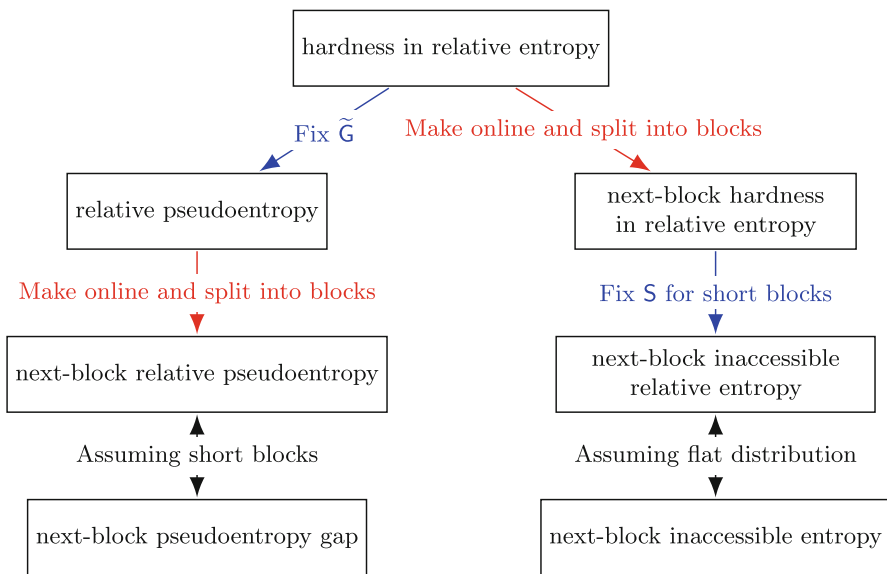 hardness in relative entropy
Fix G̃
Make online and split into blocks
relative pseudoentropy
next-block hardness
in relative entropy
Make online and split into blocks
Fix S for short blocks
next-block relative pseudoentropy
next-block inaccessible
relative entropy
Assuming short blocks
Assuming flat distribution
next-block pseudoentropy gap
next-block inaccessible entropy